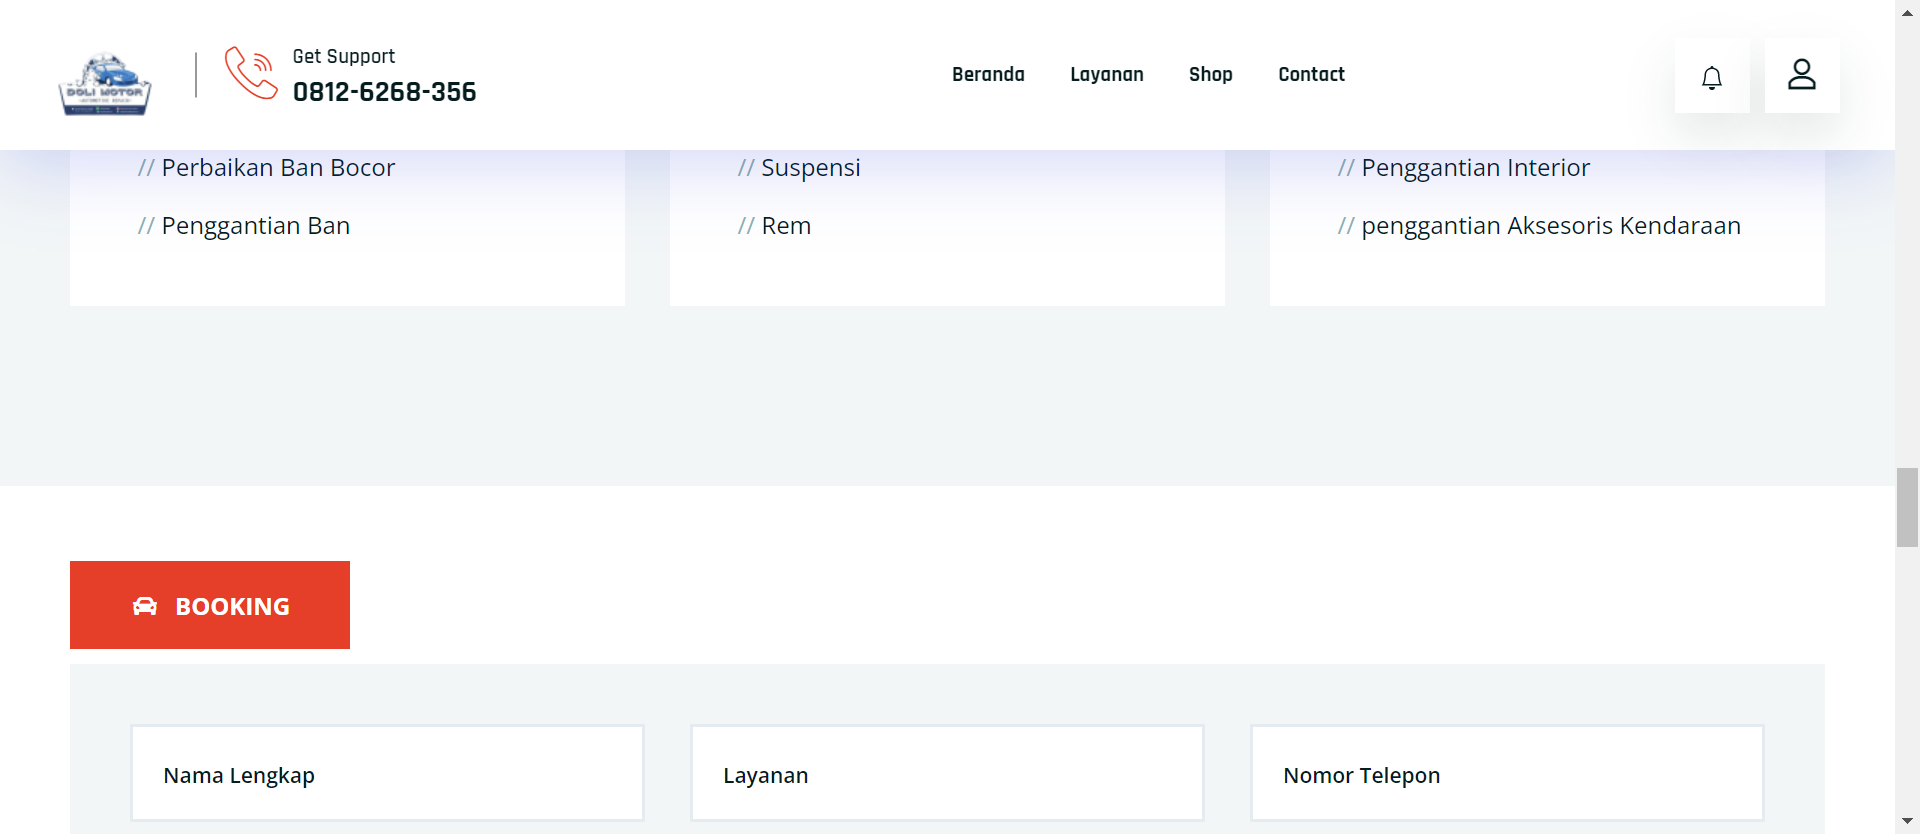 DOLI MOTOR
Get Support
0812-6268-356
Beranda
Layanan
Shop
Contact
// Perbaikan Ban Bocor
// Penggantian Ban
// Suspensi
// Rem
// Penggantian Interior
// penggantian Aksesoris Kendaraan
BOOKING
Nama Lengkap
Layanan
Nomor Telepon